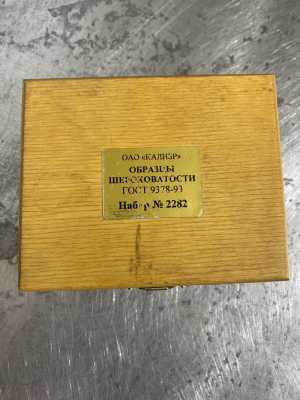 ОАО «КАЛИБР»
ОБРАЗЦЫ
ШЕРОХОВАТОСТИ
ГОСТ 9378-93
Набор № 2282